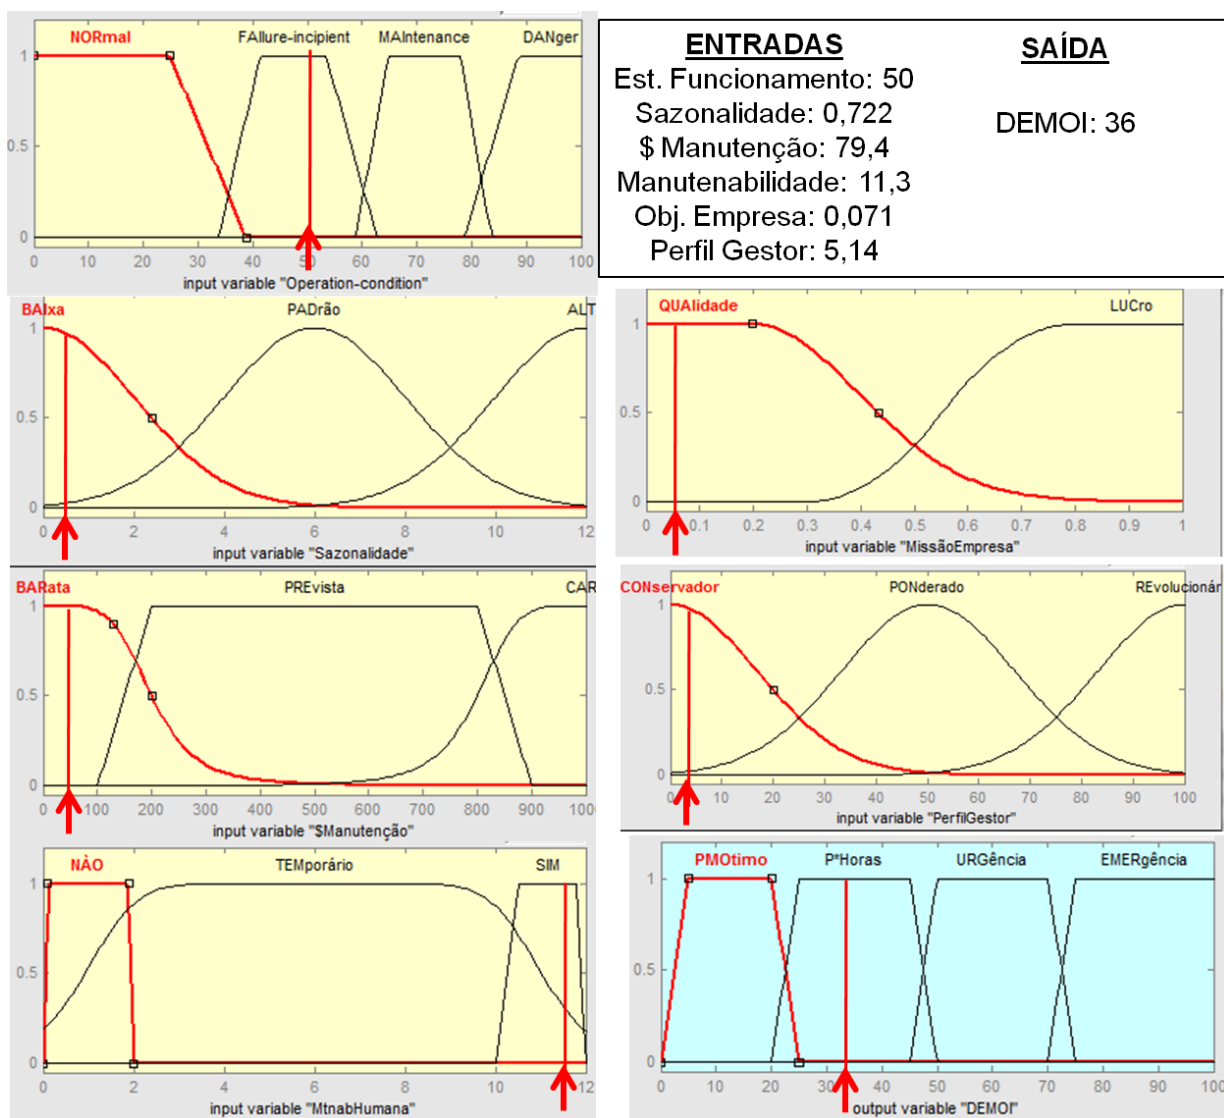 NORmal FAIlure-incipient MAIntenance DANger
1
0.5
0
0 10 20 30 40 50 60 70 80 90 100
input variable "Operation-condition"
ENTRADAS SAÍDA
Est. Funcionamento: 50
Sazonalidade: 0,722
$ Manutenção: 79,4
Manutenabilidade: 11,3
Obj. Empresa: 0,071
Perfil Gestor: 5,14
DEMOI: 36
BAIxa PADrão ALT
1
0.5
0
0 2 4 6 8 10 12
input variable "Sazonalidade"
QUAlidade LUCro
1
0.5
0
0 0.1 0.2 0.3 0.4 0.5 0.6 0.7 0.8 0.9 1
input variable "MissãoEmpresa"
BARata PREvista CAR
1
0.5
0
0 100 200 300 400 500 600 700 800 900 100
input variable "$Manutenção"
CONservador PONderado REvolucionár
1
0.5
0
0 10 20 30 40 50 60 70 80 90 100
input variable "PerfilGestor"
NÀO TEMporário SIM
1
0.5
0
0 2 4 6 8 10 12
input variable "MtnabHumana"
PMOtimo P*Horas URGência EMERgência
1
0.5
0
0 10 20 30 40 50 60 70 80 90 100
output variable "DEMOI"